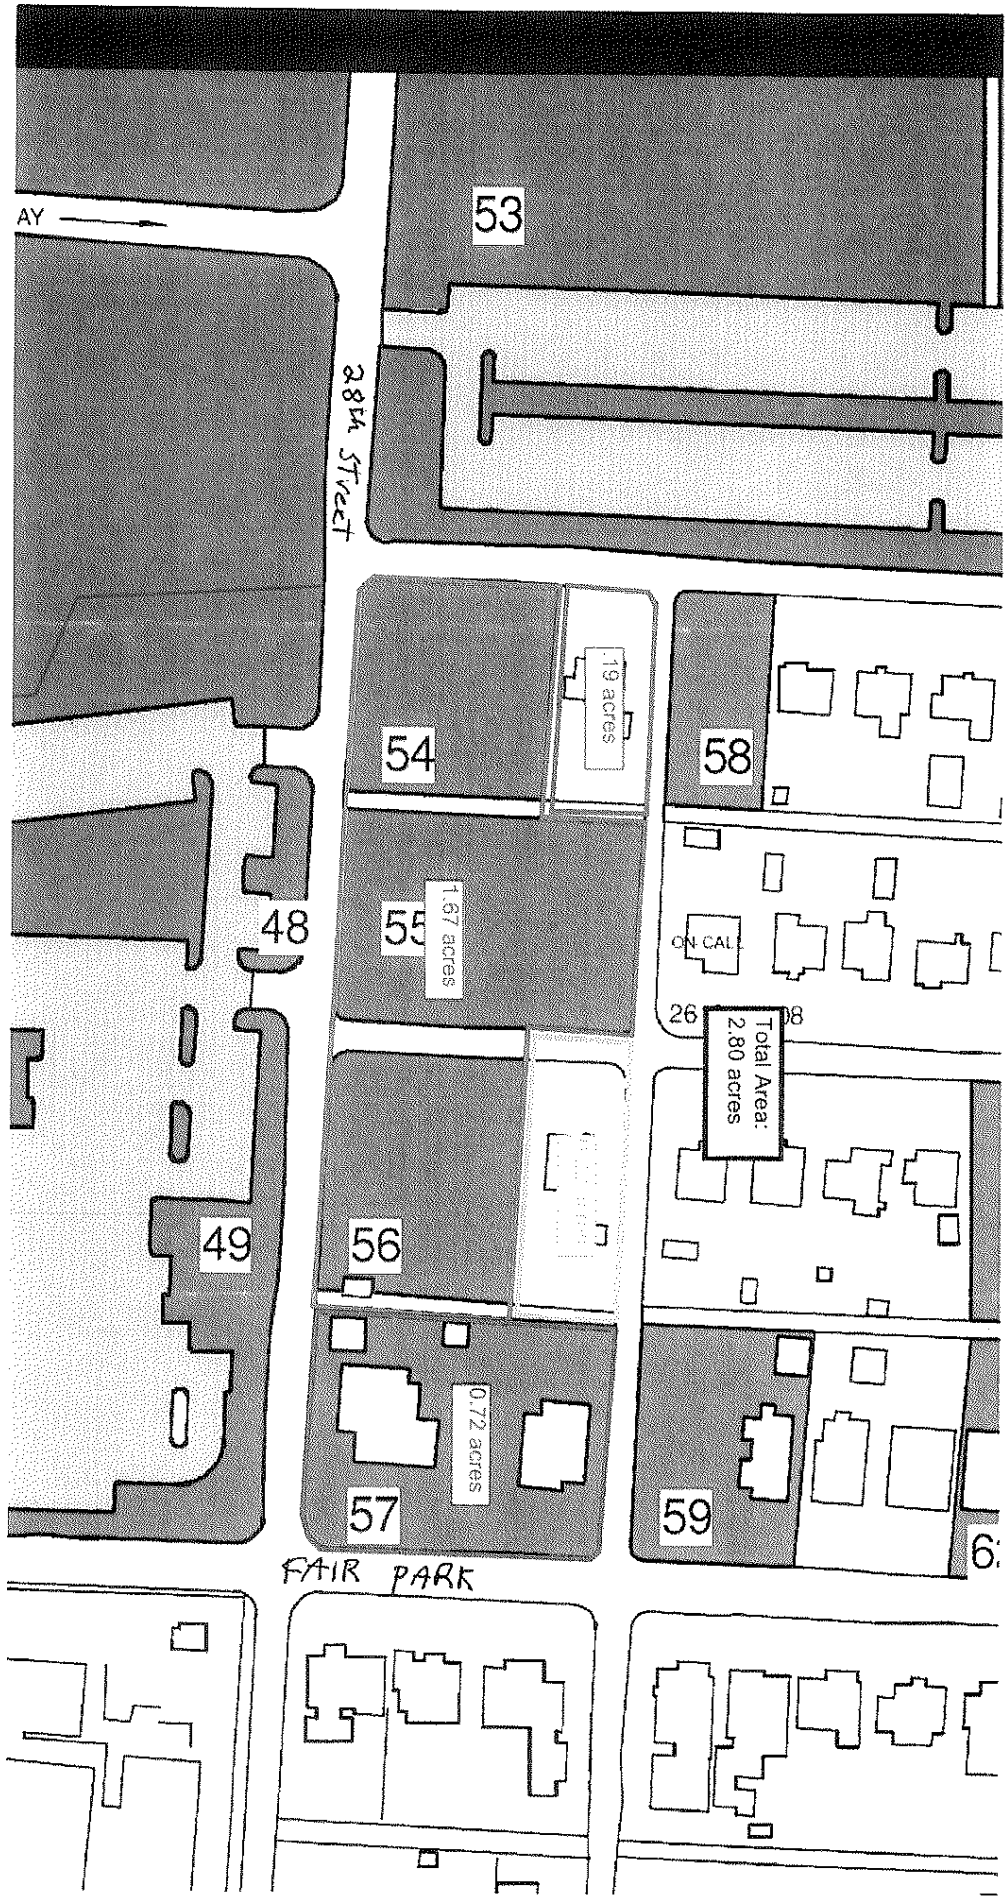 AY
53
28th Street
.19 acres
54
58
55
1.67 acres
48
ON CALL
26
08
Total Area:
2.80 acres
49
56
0.72 acres
57
59
FAIR PARK